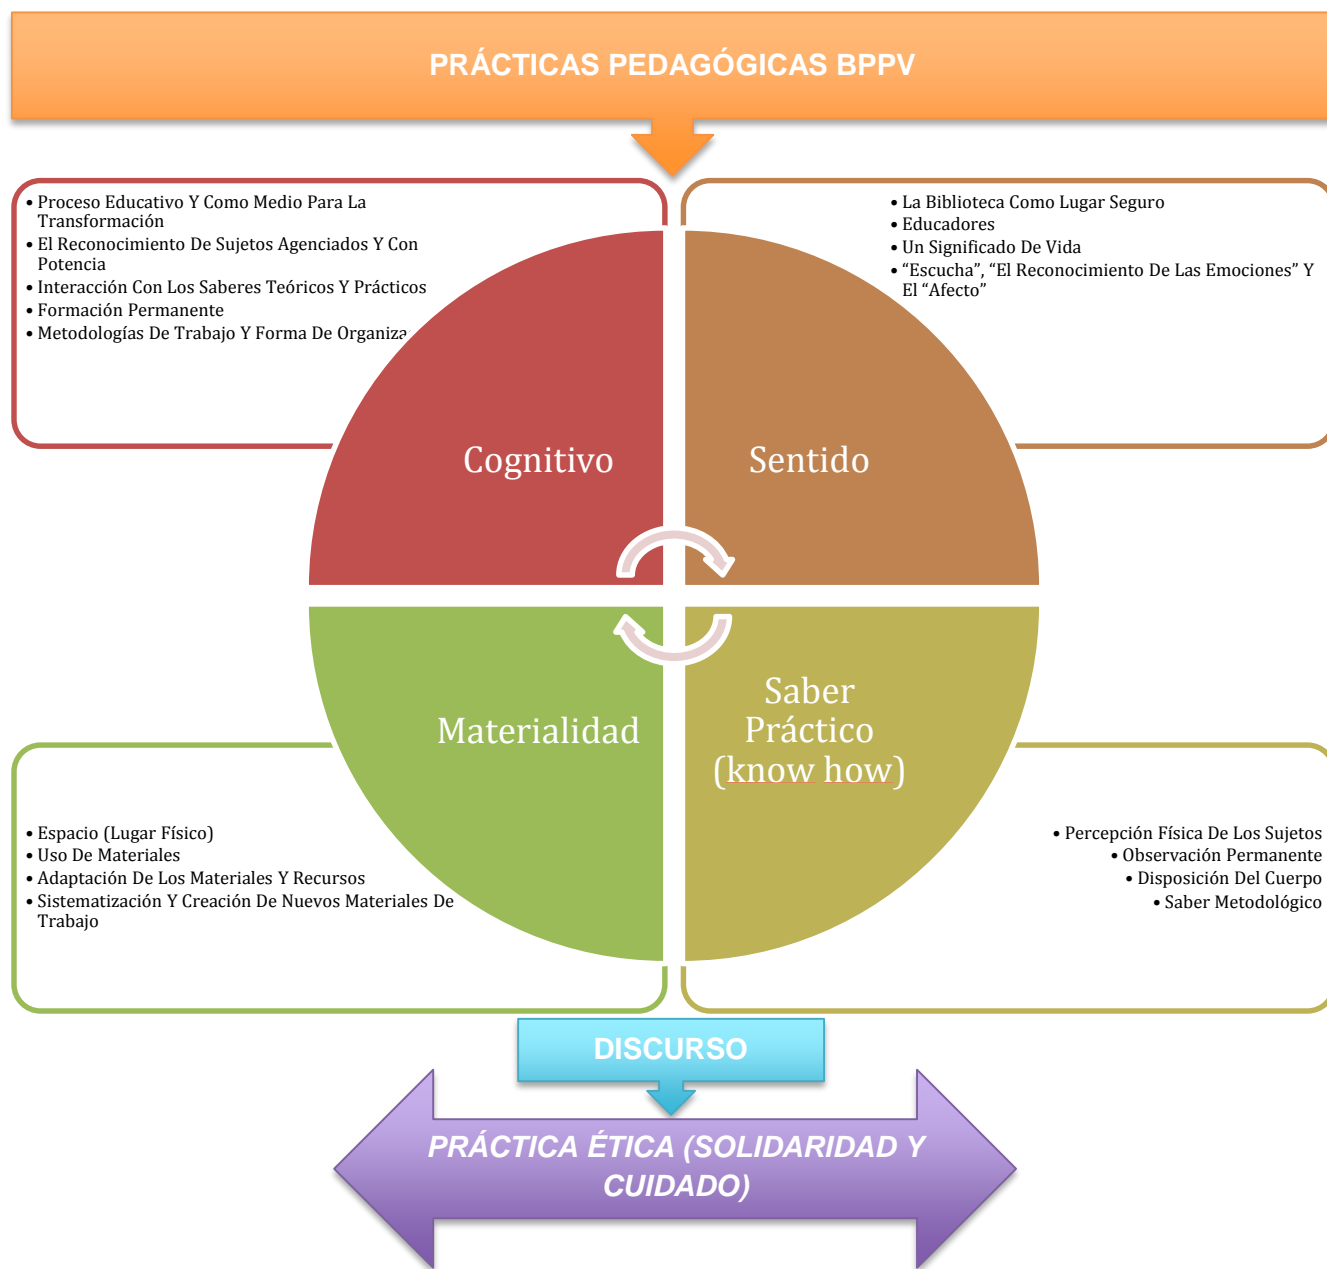 PRÁCTICAS PEDAGÓGICAS BPPV
• Proceso Educativo Y Como Medio Para La
Transformación
• El Reconocimiento De Sujetos Agenciados Y Con
Potencia
• Interacción Con Los Saberes Teóricos Y Prácticos
• Formación Permanente
• Metodologías De Trabajo Y Forma De
• La Biblioteca Como Lugar Seguro
• Educadores
• Un Significado De Vida
• “Escucha”, “El Reconocimiento De Las Emociones” Y
El “Afecto”
Cognitivo
Sentido
Materialidad
Saber
Práctico
(know how)
• Espacio (Lugar Físico)
• Uso De Materiales
• Adaptación De Los Materiales Y Recursos
• Sistematización Y Creación De Nuevos Materiales De
Trabajo
• Percepción Física De Los Sujetos
• Observación Permanente
• Disposición Del Cuerpo
• Saber Metodológico
DISCURSO
PRÁCTICA ÉTICA (SOLIDARIDAD Y
CUIDADO)